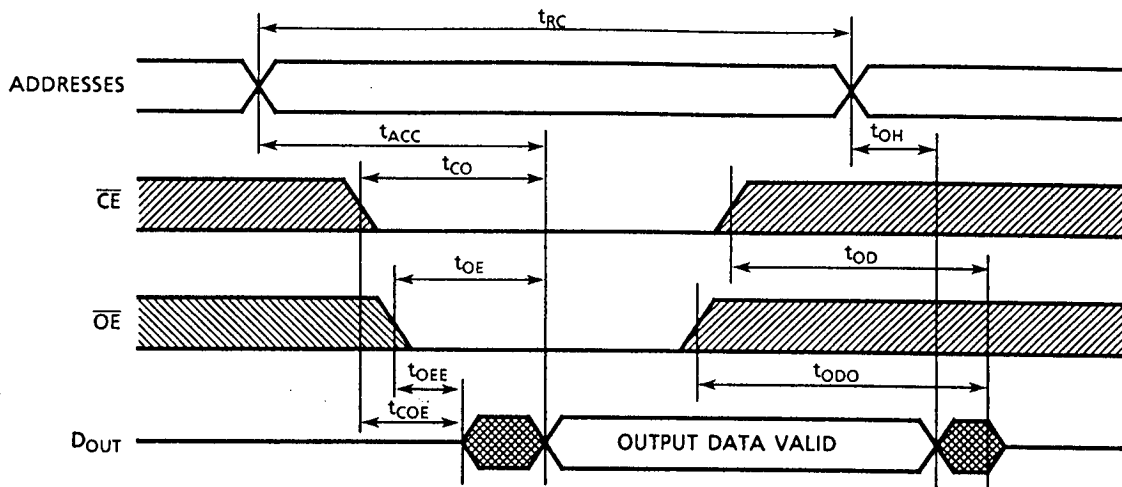 tRC
ADDRESSES
tACC
tOH
tCO
CE
tOE
tOD
OE
tOEE
tODO
tCOE
DOUT
OUTPUT DATA VALID